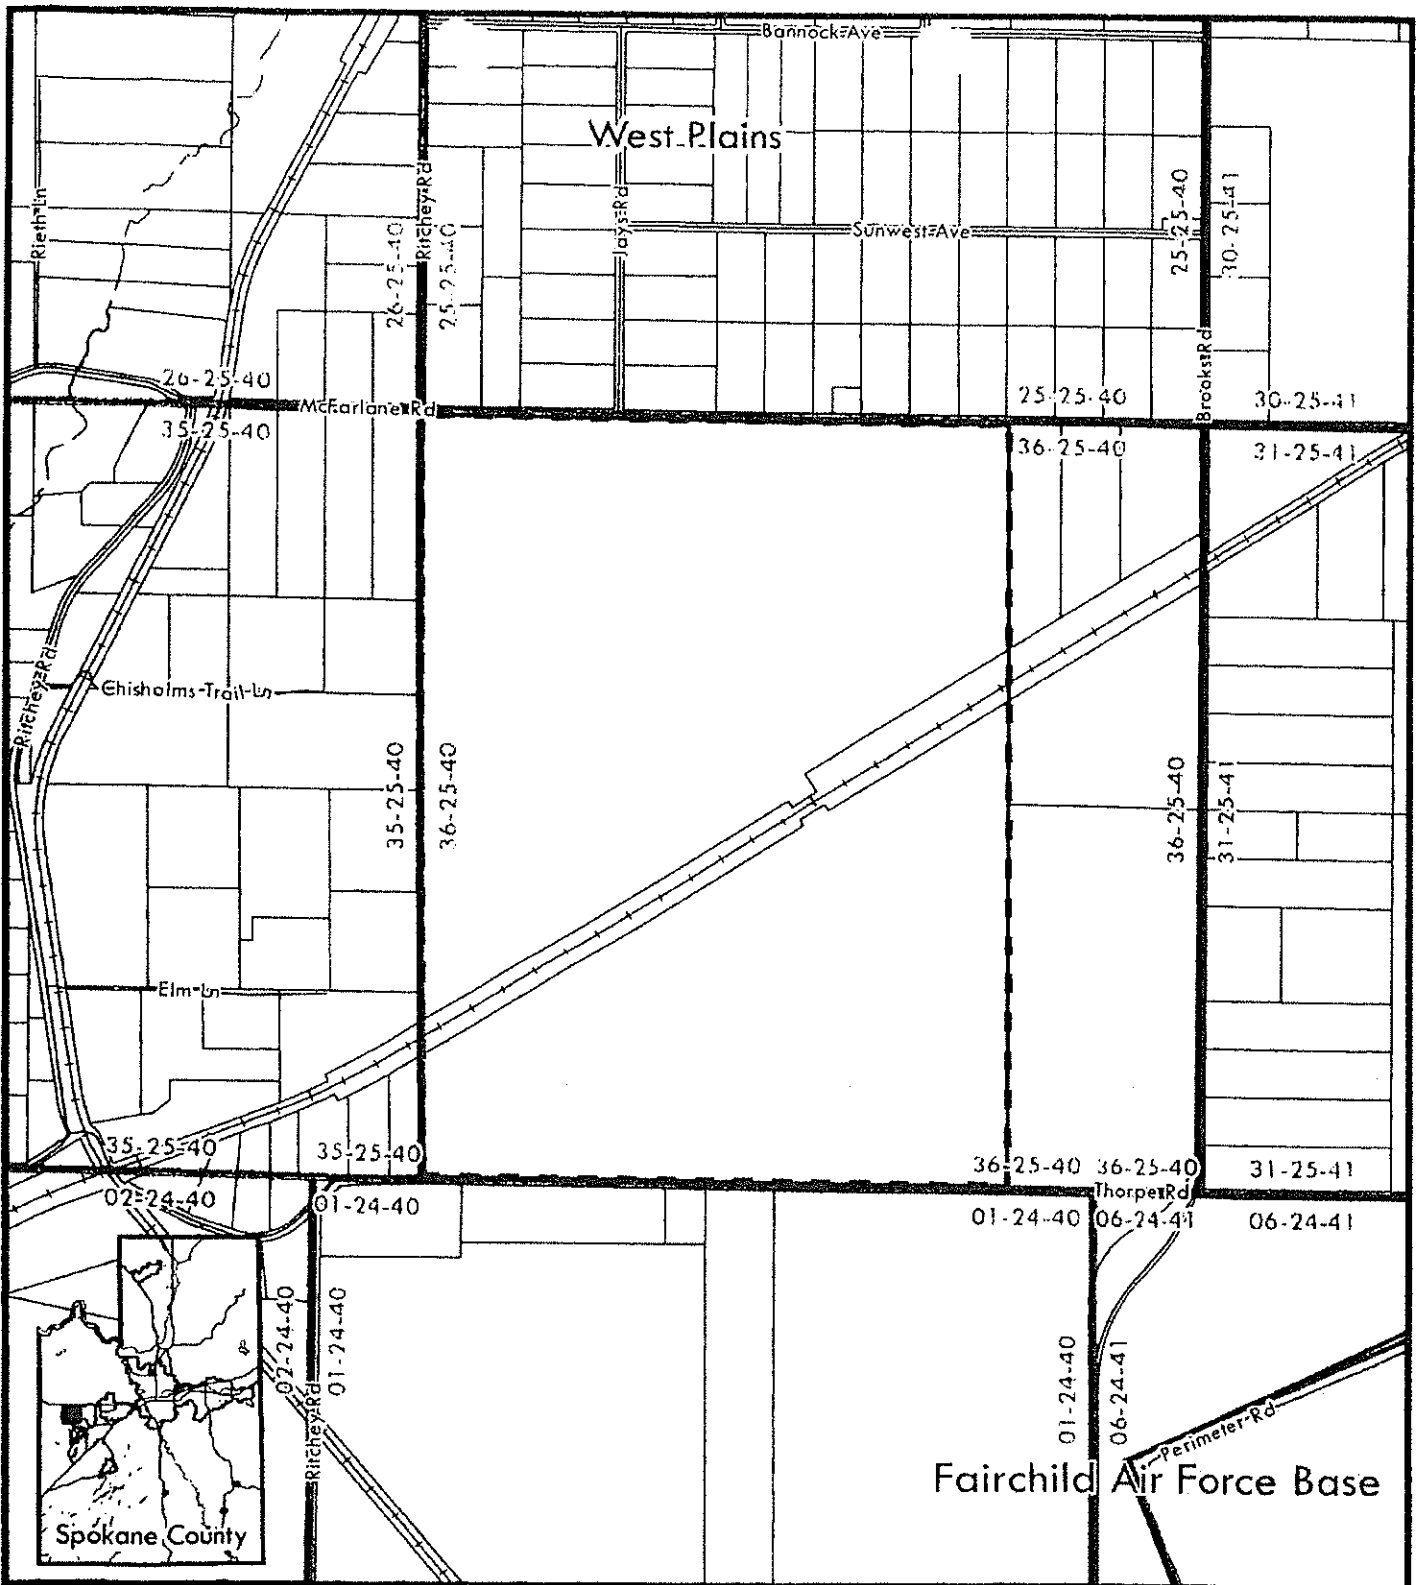 Bannock Ave
West Plains
Rieth Ln
Ritchey Rd
26-25-40
25-25-40
Jays Rd
Sunwest Ave
25-25-40
30-25-41
Brooks Rd
26-25-40
McFarlane Rd
25-25-40
30-25-41
35-25-40
36-25-40
31-25-41
Ritchey Rd
Chisholms Trail Ln
35-25-40
36-25-40
36-25-40
31-25-41
Elm Ln
35-25-40
35-25-40
36-25-40
36-25-40
31-25-41
Thorpe Rd
02-24-40
01-24-40
01-24-40
06-24-41
06-24-41
02-24-40
01-24-40
Ritchey Rd
01-24-40
06-24-41
Perimeter Rd
Fairchild Air Force Base
Spokane County